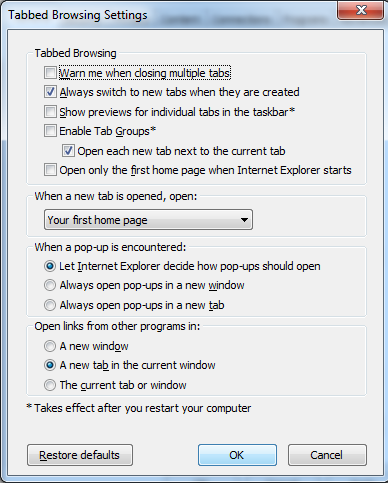 Tabbed Browsing Settings
Tabbed Browsing
Warn me when closing multiple tabs
Always switch to new tabs when they are created
Show previews for individual tabs in the taskbar*
Enable Tab Groups*
Open each new tab next to the current tab
Open only the first home page when Internet Explorer starts
When a new tab is opened, open:
Your first home page
When a pop-up is encountered:
Let Internet Explorer decide how pop-ups should open
Always open pop-ups in a new window
Always open pop-ups in a new tab
Open links from other programs in:
A new window
A new tab in the current window
The current tab or window
* Takes effect after you restart your computer
Restore defaults OK Cancel